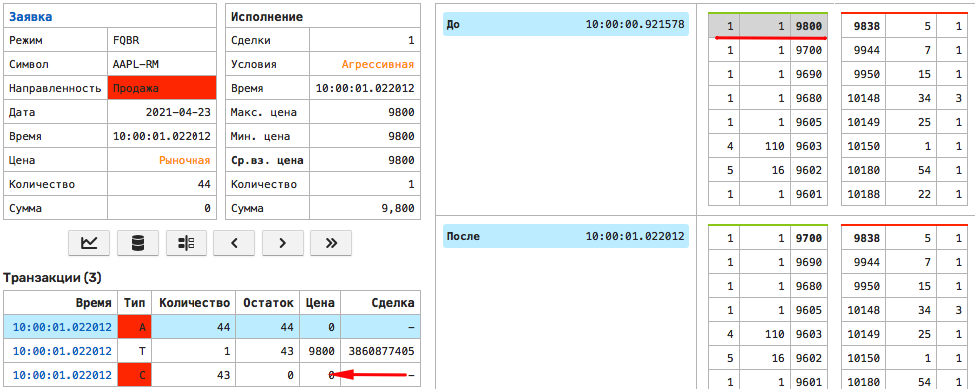 Заявка
Режим FQBR
Символ AAPL-RM
Направленность Продажа
Дата 2021-04-23
Время 10:00:01.022012
Цена Рыночная
Количество 44
Сумма 0
Исполнение
Сделки 1
Условия Агрессивная
Время 10:00:01.022012
Макс. цена 9800
Мин. цена 9800
Ср.вз. цена 9800
Количество 1
Сумма 9,800
Транзакции (3)
Время Тип Количество Остаток Цена Сделка
10:00:01.022012 A 44 44 0 –
10:00:01.022012 T 1 43 9800 3860877405
10:00:01.022012 C 43 0 0 –
До 10:00:00.921578
1 1 9800 9838 5 1
1 1 9700 9944 7 1
1 1 9690 9950 15 1
1 1 9680 10148 34 3
1 1 9605 10149 25 1
4 110 9603 10150 1 1
5 16 9602 10180 54 1
1 1 9601 10188 22 1
После 10:00:01.022012
1 1 9700 9838 5 1
1 1 9690 9944 7 1
1 1 9680 9950 15 1
1 1 9605 10148 34 3
4 110 9603 10149 25 1
5 16 9602 10150 1 1
1 1 9601 10180 54 1